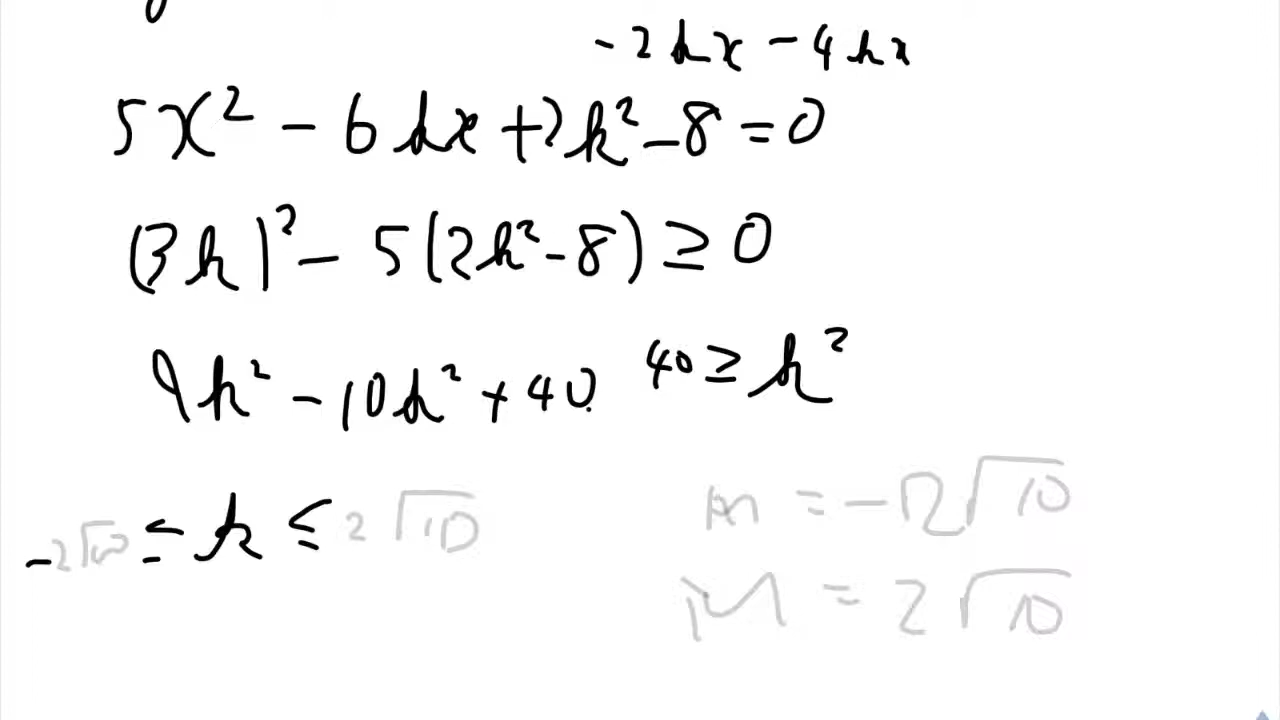 -2kx - 4kx
5x² - 6kx + 2k² - 8 = 0
(3k)² - 5(2k² - 8) ≥ 0
9k² - 10k² + 40 40 ≥ k²
-2√10 ≤ k ≤ 2√10
m = -2√10
M = 2√10